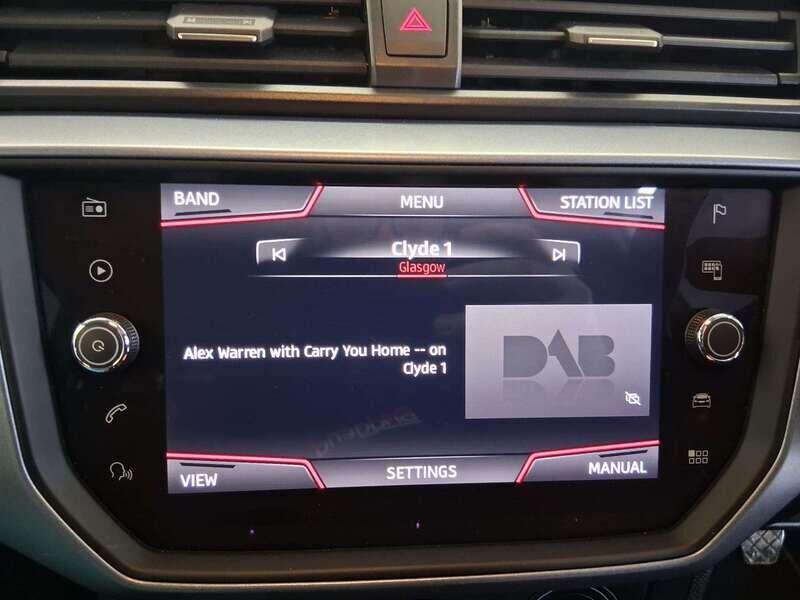 BAND
MENU
STATION LIST
Clyde 1
Glasgow
Alex Warren with Carry You Home -- on
Clyde 1
DAB
VIEW
SETTINGS
MANUAL